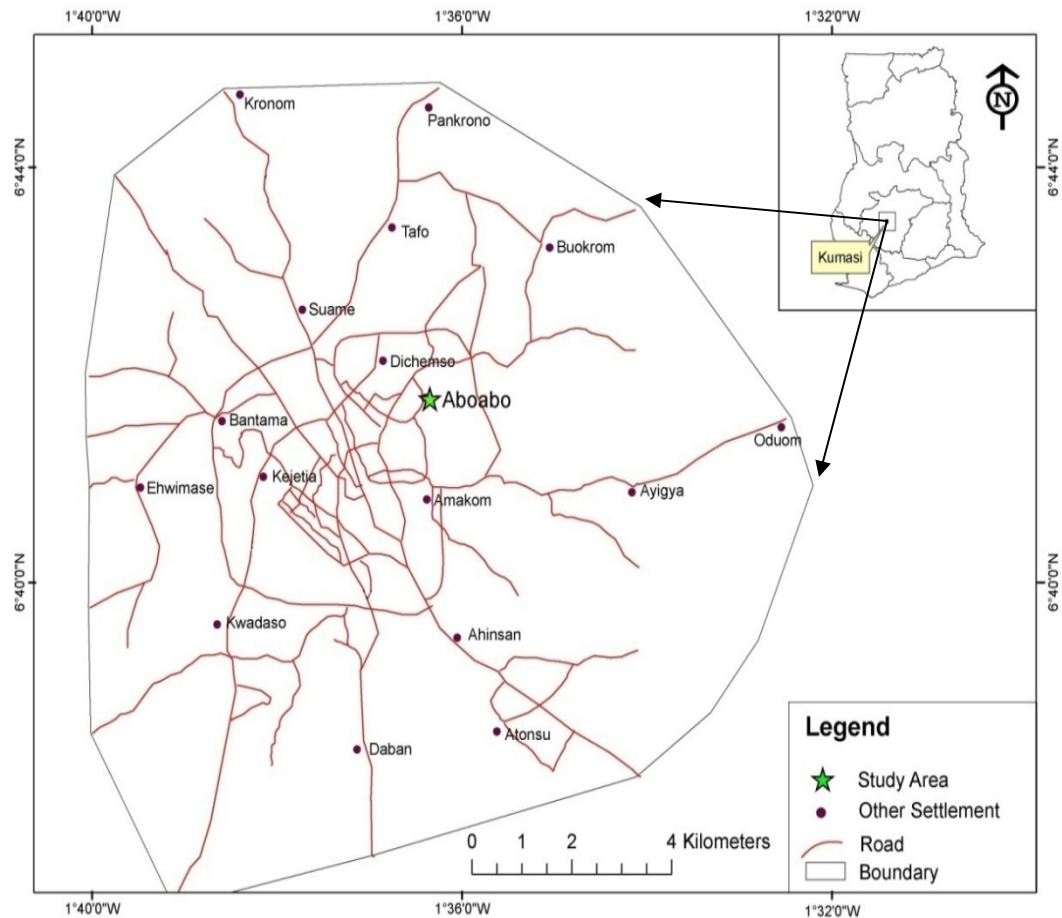 1°40'0"W 1°36'0"W 1°32'0"W
6°44'0"N
6°40'0"N
6°44'0"N
6°40'0"N
N
Kumasi
Kronom
Pankrono
Tafo
Buokrom
Suame
Dichemso
Aboabo
Bantama
Oduom
Kejetia
Ehwimase
Amakom
Ayigya
Kwadaso
Ahinsan
Atonsu
Daban
0 1 2 4 Kilometers
Legend
Study Area
Other Settlement
Road
Boundary
1°40'0"W 1°36'0"W 1°32'0"W